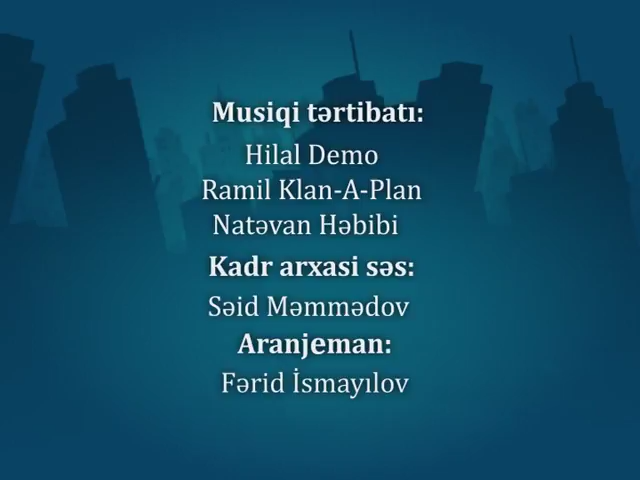 Musiqi tərtibatı:
Hilal Demo
Ramil Klan-A-Plan
Natəvan Həbibi
Kadr arxasi səs:
Səid Məmmədov
Aranjeman:
Fərid İsmayılov